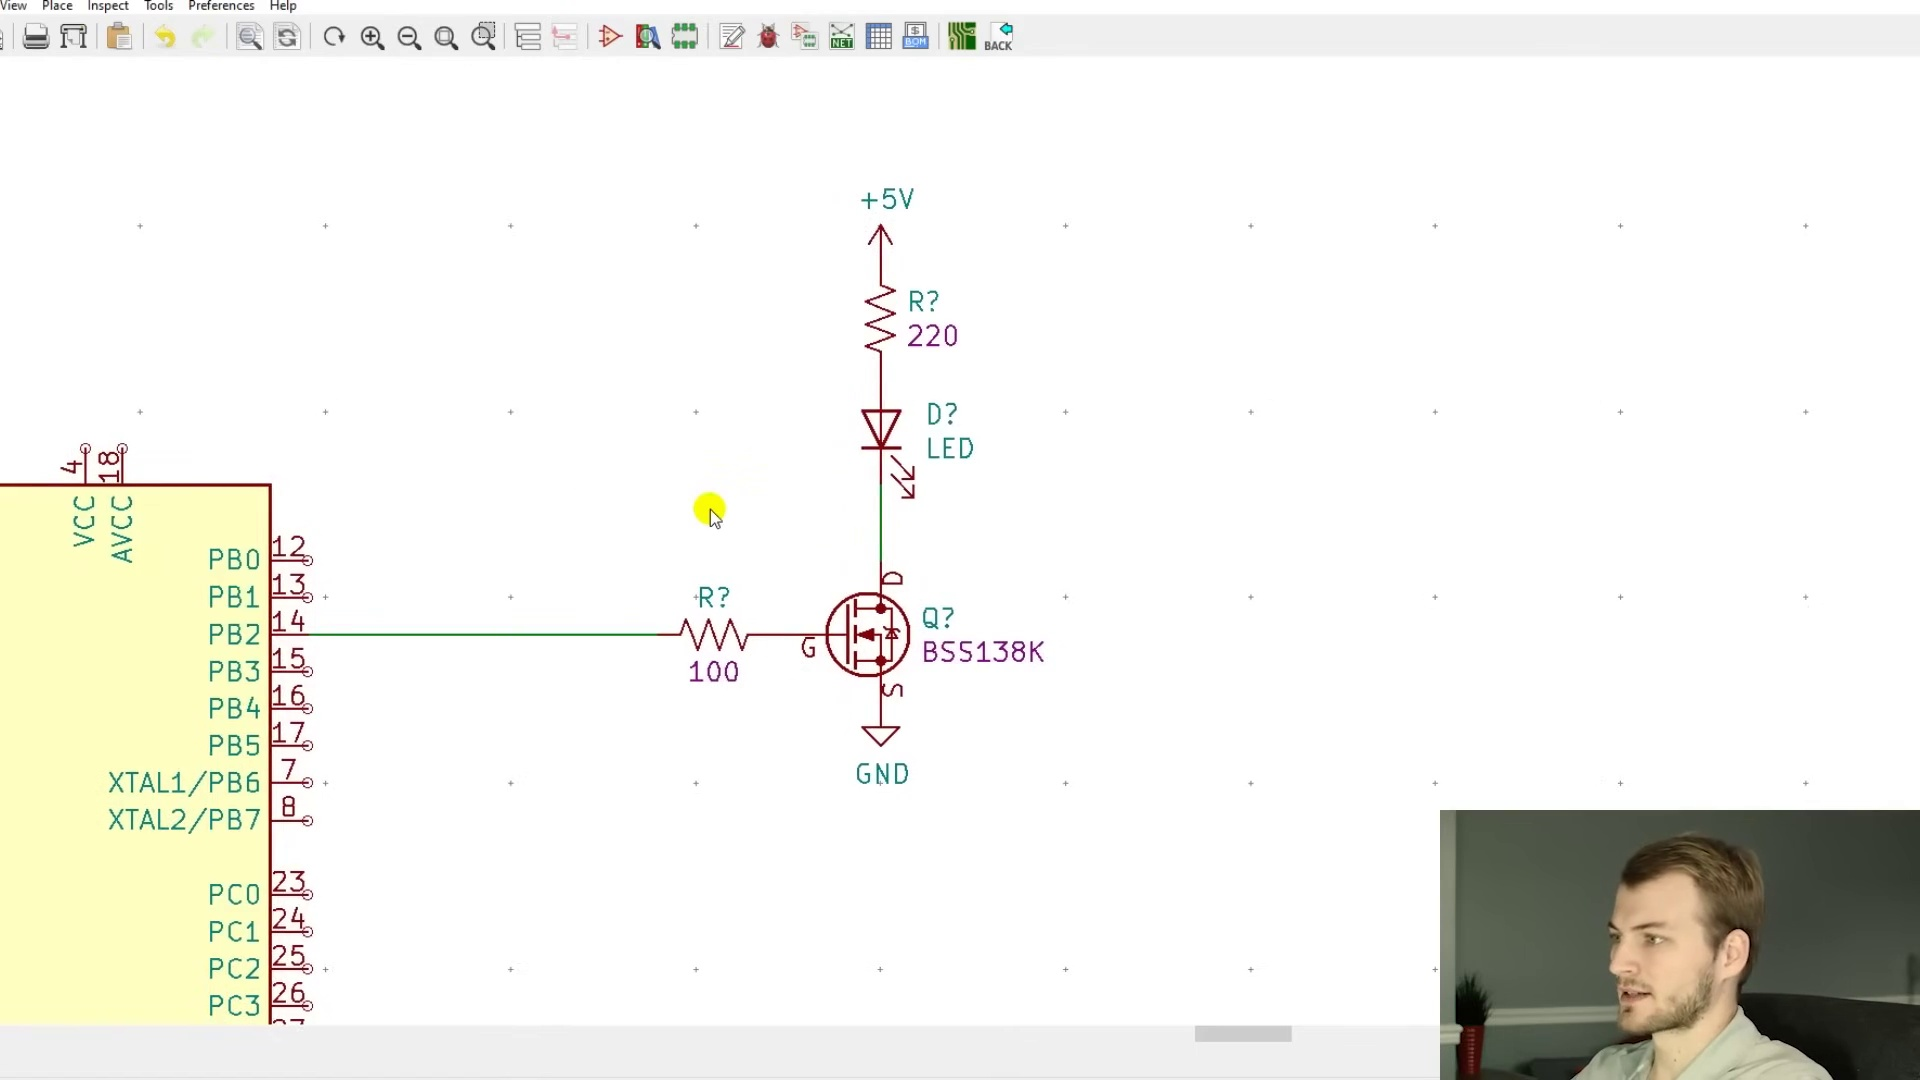 View Place Inspect Tools Preferences Help
NET
$
BOM
BACK
+5V
R?
220
D?
LED
4
18
VCC
AVCC
D
PB0 12
PB1 13
R?
PB2 14
G
Q?
BSS138K
100
PB3 15
S
PB4 16
PB5 17
GND
XTAL1/PB6 7
XTAL2/PB7 8
PC0 23
PC1 24
PC2 25
PC3 26